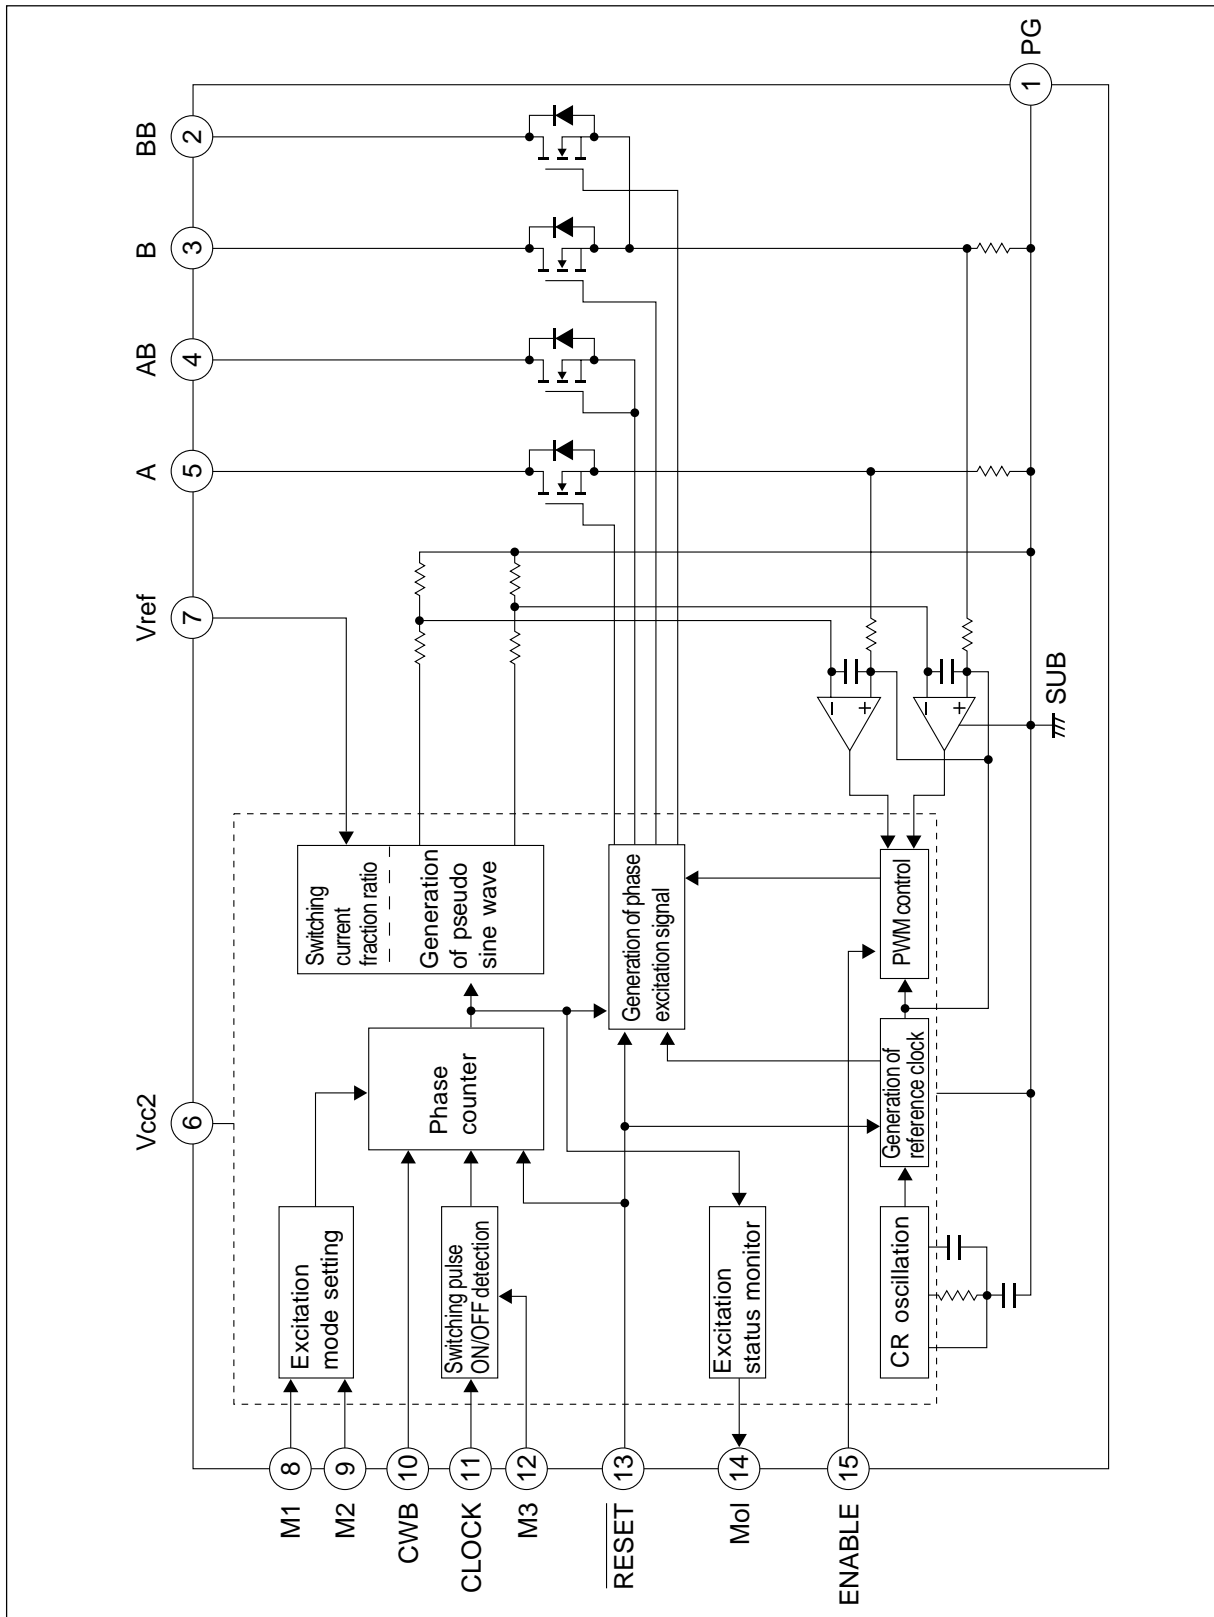 Vcc2
6
Vref
7
A
5
AB
4
B
3
BB
2
PG
1
M1
8
M2
9
CWB
10
CLOCK
11
M3
12
RESET
13
MoI
14
ENABLE
15
Excitation
mode setting
Phase
counter
Switching
current
fraction ratio
Generation
of pseudo
sine wave
Switching pulse
ON/OFF detection
Generation of phase
excitation signal
Excitation
status monitor
CR oscillation
Generation of
reference clock
PWM control
−
+
−
+
SUB